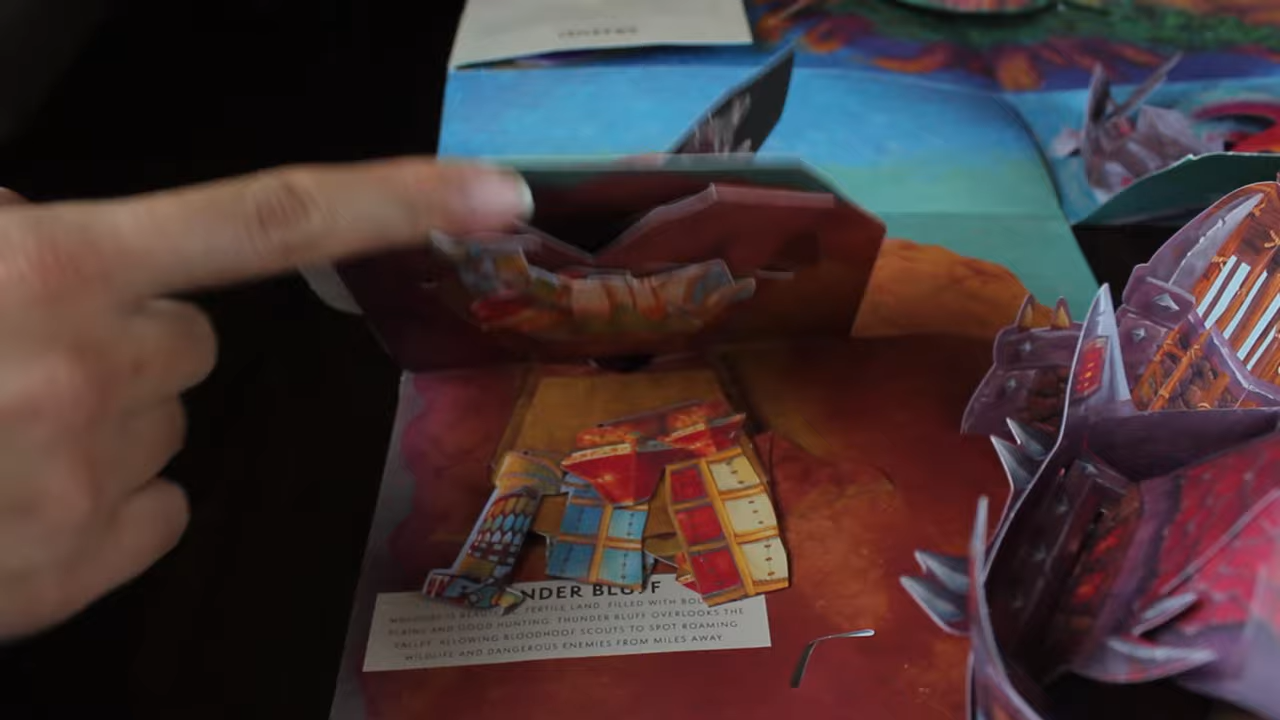 NDER BLUFF
FERTILE LAND. FILLED WITH
PLAINS AND GOOD HUNTING. THUNDER BLUFF OVERLOOKS THE
VALLEY, ALLOWING BLOODHOOF SCOUTS TO SPOT ROAMING
WILDLIFE AND DANGEROUS ENEMIES FROM MILES AWAY.